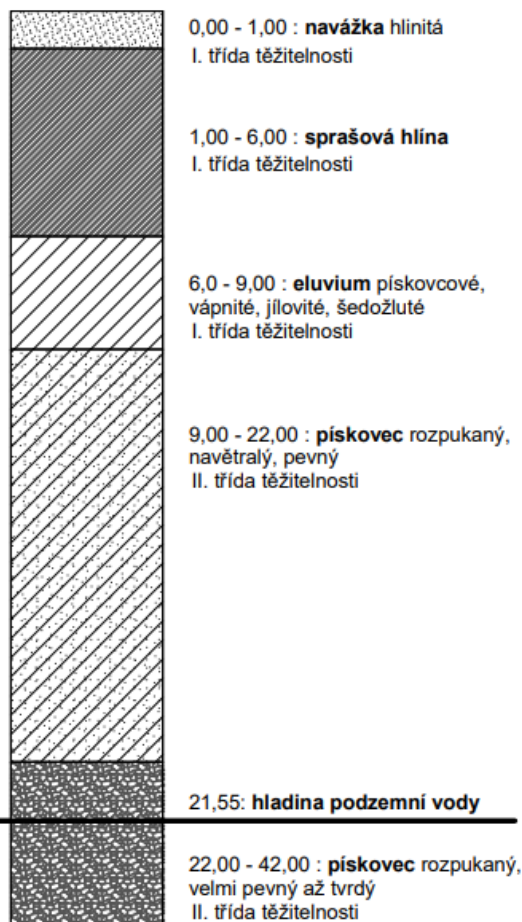 0,00 - 1,00 : navážka hlinitá
I. třída těžitelnosti
1,00 - 6,00 : sprašová hlína
I. třída těžitelnosti
6,0 - 9,00 : eluvium pískovcové,
vápnité, jílovité, šedožluté
I. třída těžitelnosti
9,00 - 22,00 : pískovec rozpukaný,
navětralý, pevný
II. třída těžitelnosti
21,55: hladina podzemní vody
22,00 - 42,00 : pískovec rozpukaný,
velmi pevný až tvrdý
II. třída těžitelnosti